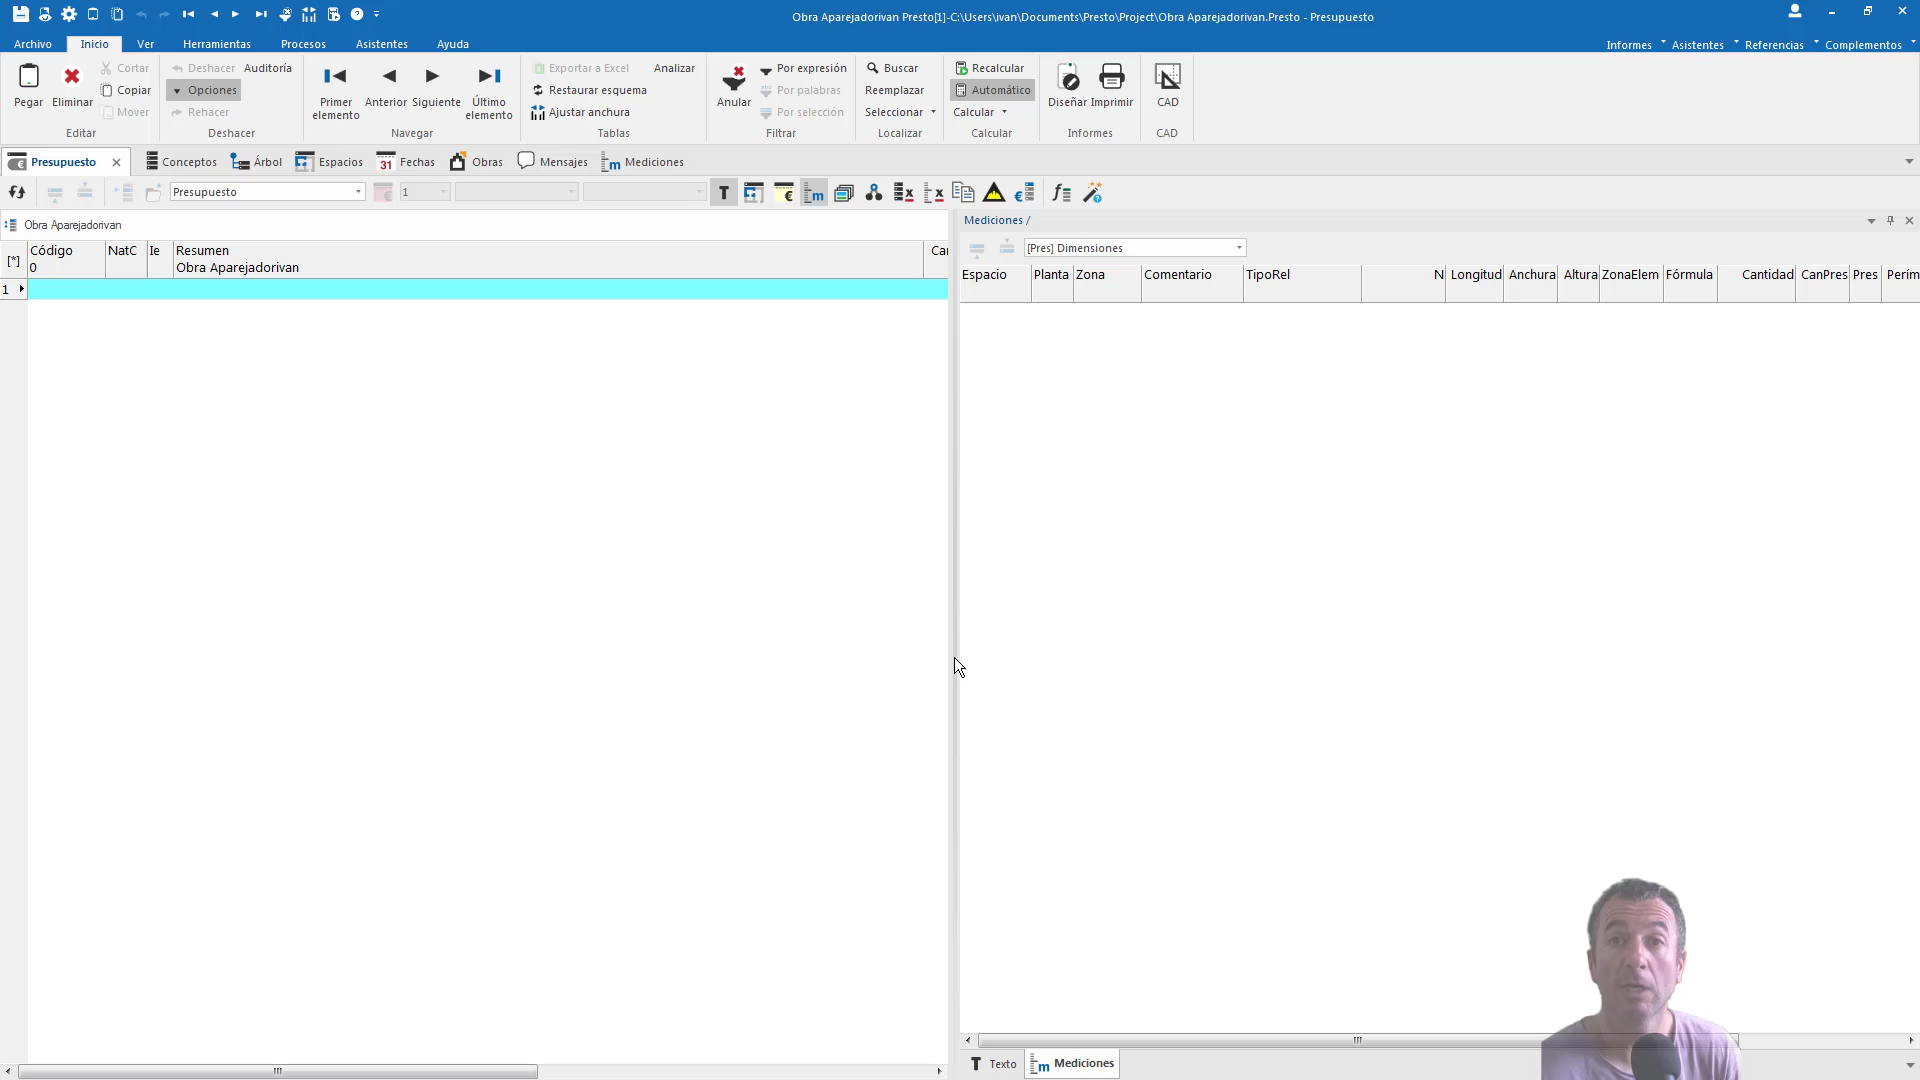 Obra Aparejadorivan Presto[1]-C:\Users\ivan\Documents\Presto\Project\Obra Aparejadorivan.Presto - Presupuesto
Archivo Inicio Ver Herramientas Procesos Asistentes Ayuda Informes Asistentes Referencias Complementos
Cortar Deshacer Auditoría Exportar a Excel Analizar Por expresión Buscar Recalcular
Pegar Eliminar Copiar Opciones Primer elemento Anterior Siguiente Último elemento Restaurar esquema Anular Por palabras Reemplazar Automático Diseñar Imprimir CAD
Mover Rehacer Ajustar anchura Por selección Seleccionar Calcular
Editar Deshacer Navegar Tablas Filtrar Localizar Calcular Informes CAD
Presupuesto Conceptos Árbol Espacios 31 Fechas Obras Mensajes Mediciones
Presupuesto 1 T
Obra Aparejadorivan
Mediciones /
[Pres] Dimensiones
[*] Código NatC Ie Resumen Car
0 Obra Aparejadorivan
Espacio Planta Zona Comentario TipoRel N Longitud Anchura Altura ZonaElem Fórmula Cantidad CanPres Pres Perím
1
T Texto Mediciones